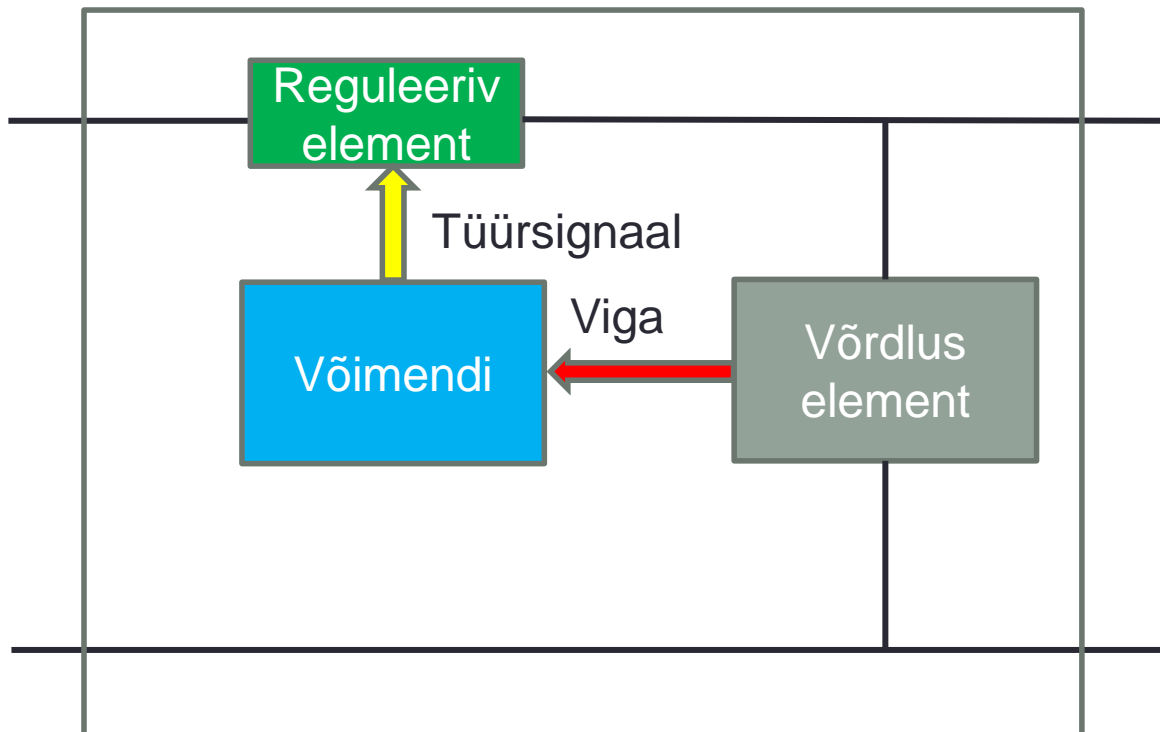 Reguleeriv
element
Tüürsignaal
Viga
Võimendi
Võrdlus
element